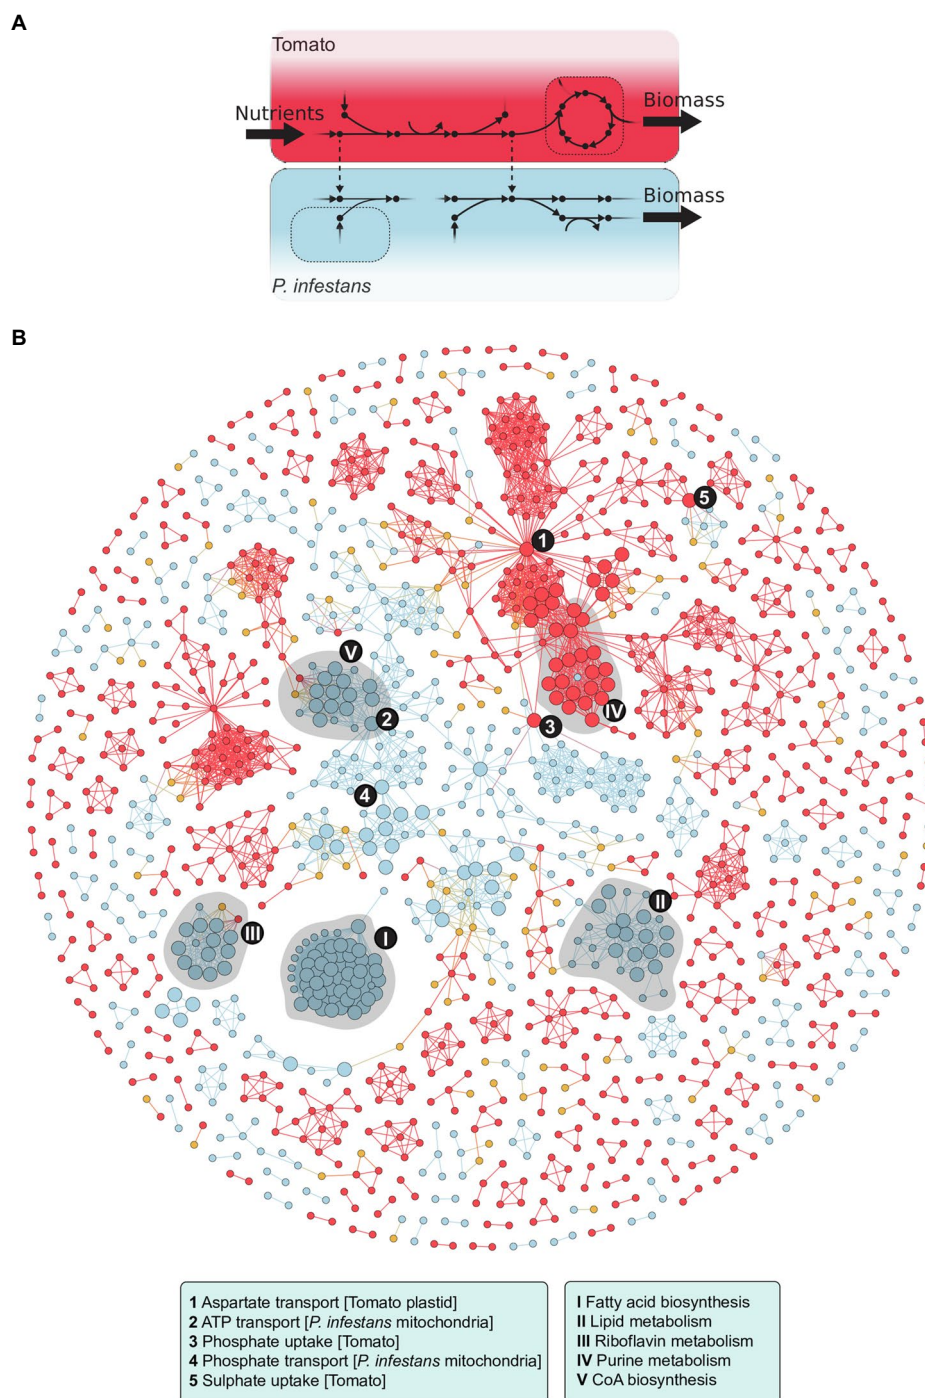 A
Tomato
Nutrients
Biomass
Biomass
P. infestans
B
5
1
V
2
3
IV
4
II
III
I
1 Aspartate transport [Tomato plastid]
2 ATP transport [P. infestans mitochondria]
3 Phosphate uptake [Tomato]
4 Phosphate transport [P. infestans mitochondria]
5 Sulphate uptake [Tomato]
I Fatty acid biosynthesis
II Lipid metabolism
III Riboflavin metabolism
IV Purine metabolism
V CoA biosynthesis